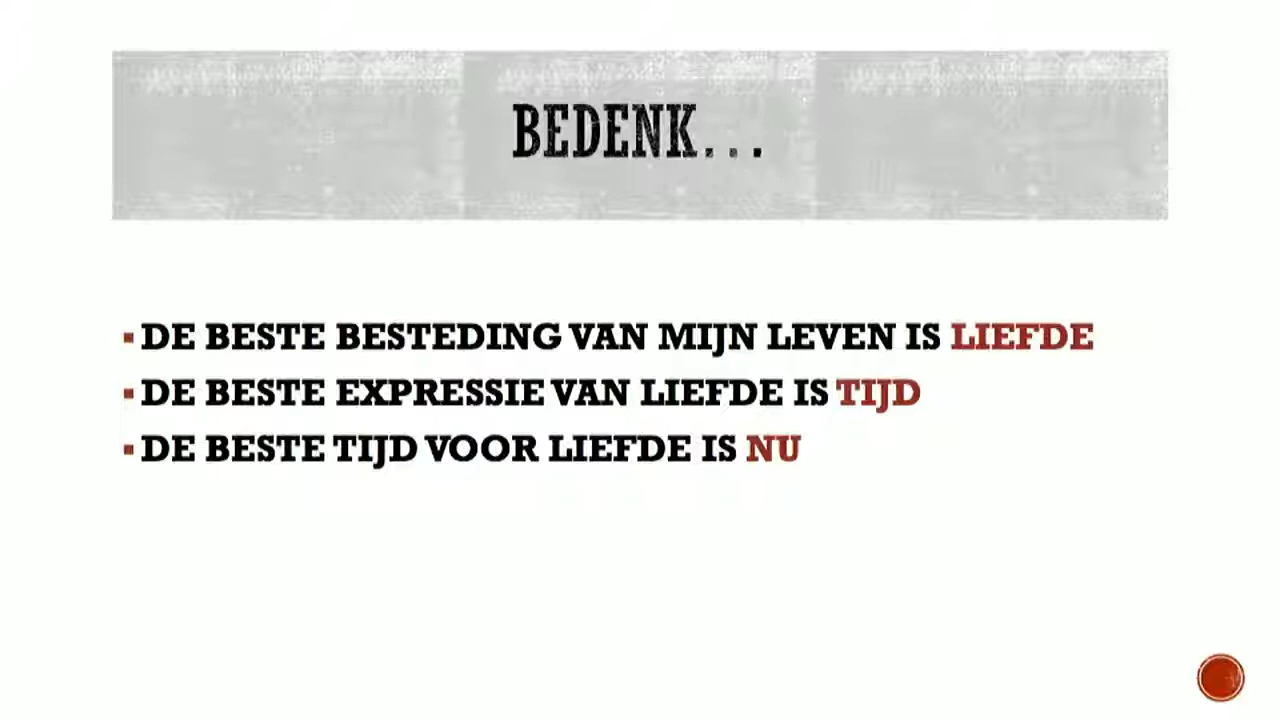 BEDENK...
▪ DE BESTE BESTEDING VAN MIJN LEVEN IS LIEFDE
▪ DE BESTE EXPRESSIE VAN LIEFDE IS TIJD
▪ DE BESTE TIJD VOOR LIEFDE IS NU